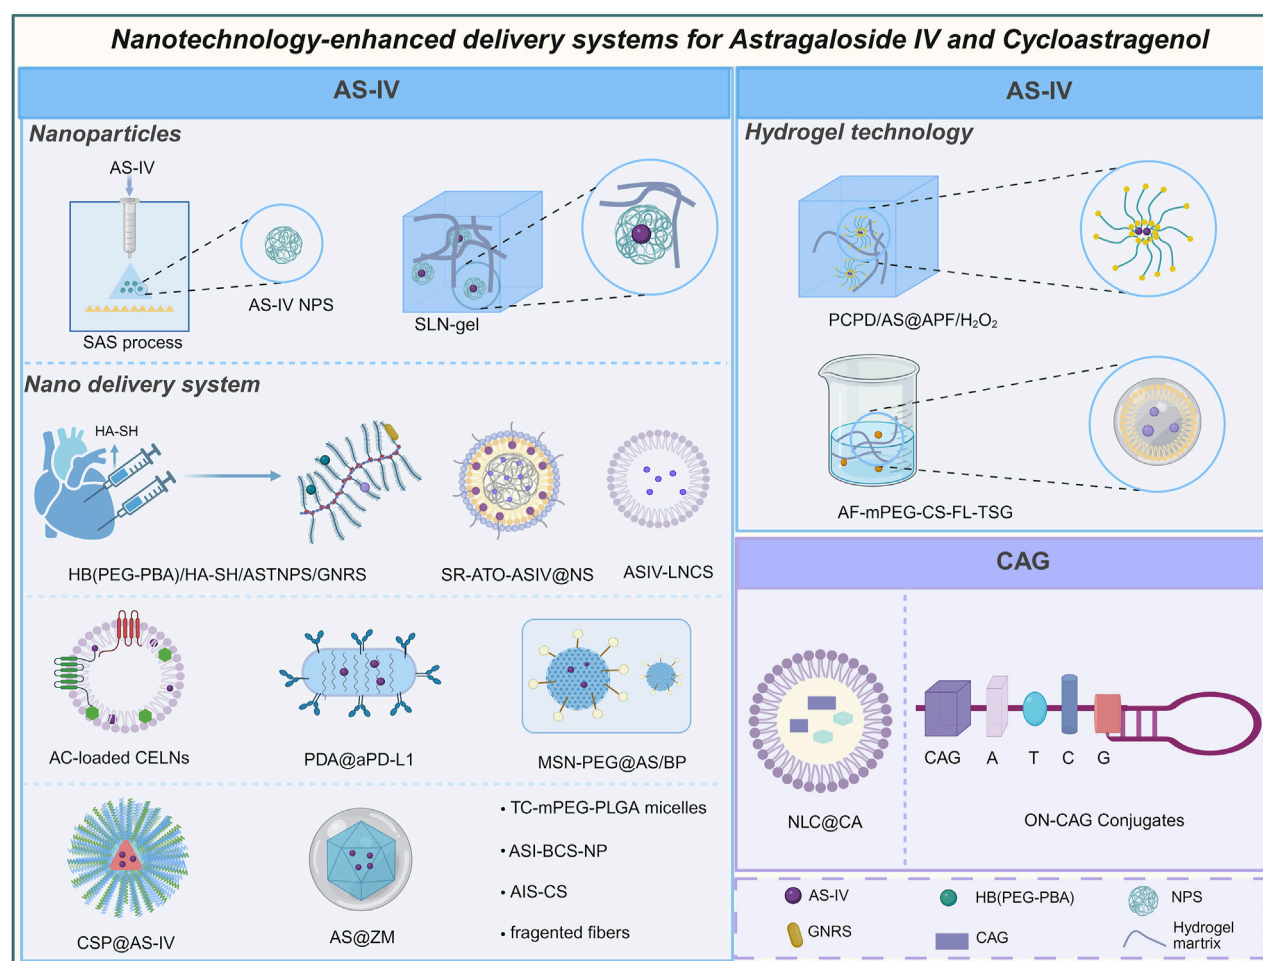 Nanotechnology-enhanced delivery systems for Astragaloside IV and Cycloastragenol
AS-IV
Nanoparticles
AS-IV
SAS process
AS-IV NPS
SLN-gel
Nano delivery system
HA-SH
HB(PEG-PBA)/HA-SH/ASTNPS/GNRS
SR-ATO-ASIV@NS
ASIV-LNCS
AC-loaded CELNs
PDA@aPD-L1
MSN-PEG@AS/BP
CSP@AS-IV
AS@ZM
• TC-mPEG-PLGA micelles
• ASI-BCS-NP
• AIS-CS
• fragented fibers
AS-IV
Hydrogel technology
PCPD/AS@APF/H₂O₂
AF-mPEG-CS-FL-TSG
CAG
NLC@CA
CAG A T C G
ON-CAG Conjugates
AS-IV
HB(PEG-PBA)
NPS
GNRS
CAG
Hydrogel
martrix